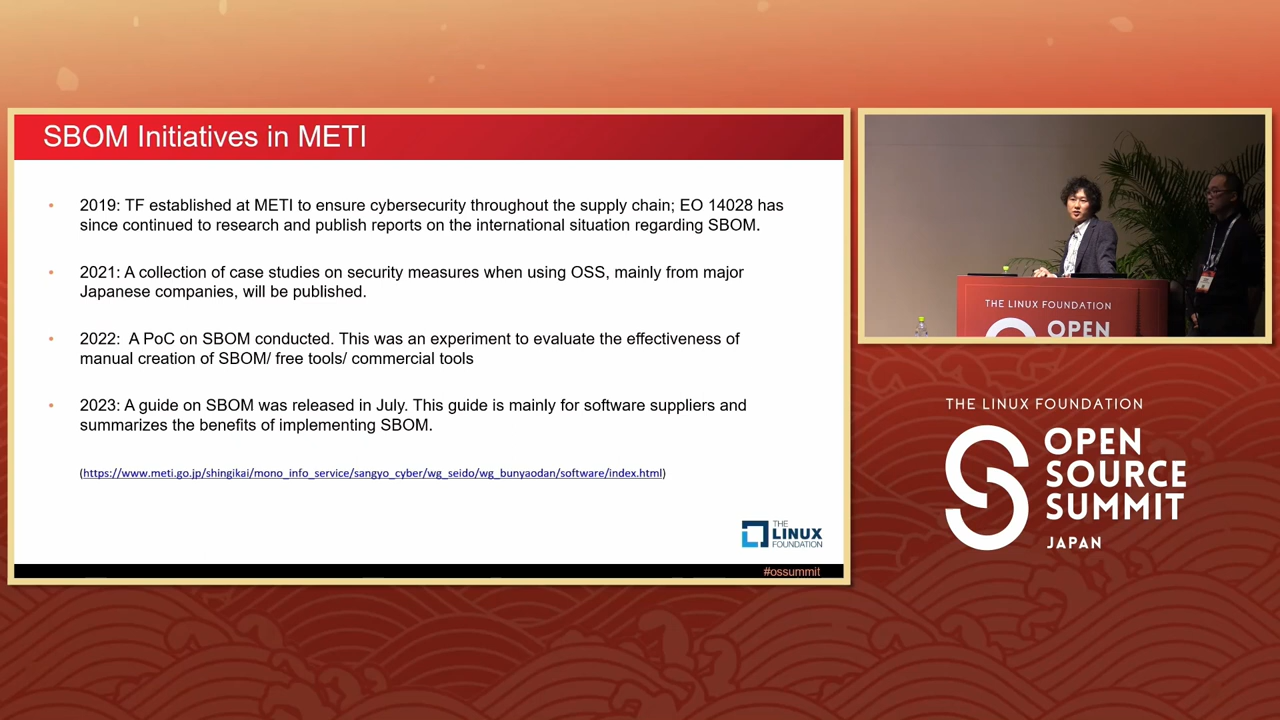 SBOM Initiatives in METI
• 2019: TF established at METI to ensure cybersecurity throughout the supply chain; EO 14028 has
since continued to research and publish reports on the international situation regarding SBOM.
• 2021: A collection of case studies on security measures when using OSS, mainly from major
Japanese companies, will be published.
• 2022:  A PoC on SBOM conducted. This was an experiment to evaluate the effectiveness of
manual creation of SBOM/ free tools/ commercial tools
• 2023: A guide on SBOM was released in July. This guide is mainly for software suppliers and
summarizes the benefits of implementing SBOM.
(https://www.meti.go.jp/shingikai/mono_info_service/sangyo_cyber/wg_seido/wg_bunyaodan/software/index.html)
THE
LINUX
FOUNDATION
#ossummit
THE LINUX FOUNDATION
OPEN
THE LINUX FOUNDATION
OPEN
SOURCE
SUMMIT
JAPAN